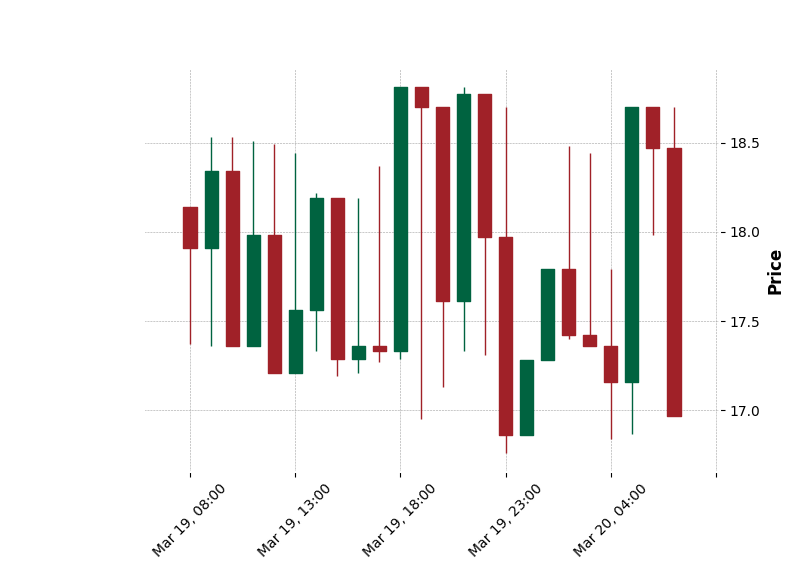 18.5
18.0
17.5
17.0
Price
Mar 19, 08:00
Mar 19, 13:00
Mar 19, 18:00
Mar 19, 23:00
Mar 20, 04:00